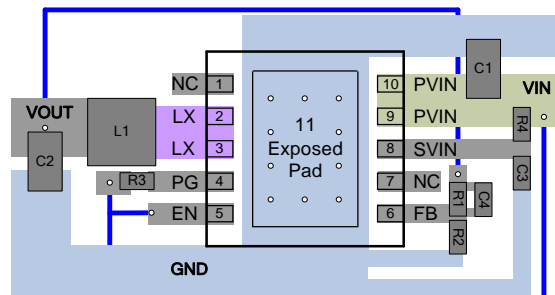 NC 1 10 PVIN C1
VOUT L1 LX 2 9 PVIN VIN
11
Exposed
Pad
R4
C2 LX 3 8 SVIN
R3 PG 4 7 NC C3
EN 5 6 FB R1 C4
R2
GND